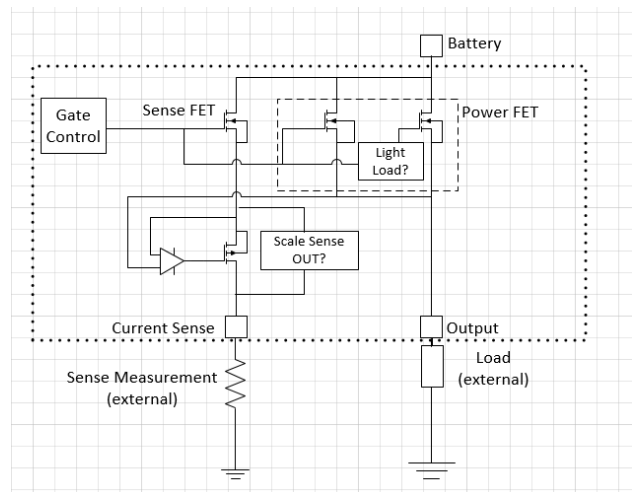 Battery
Sense FET
Power FET
Gate
Control
Light
Load?
Scale Sense
OUT?
Current Sense
Output
Sense Measurement
(external)
Load
(external)